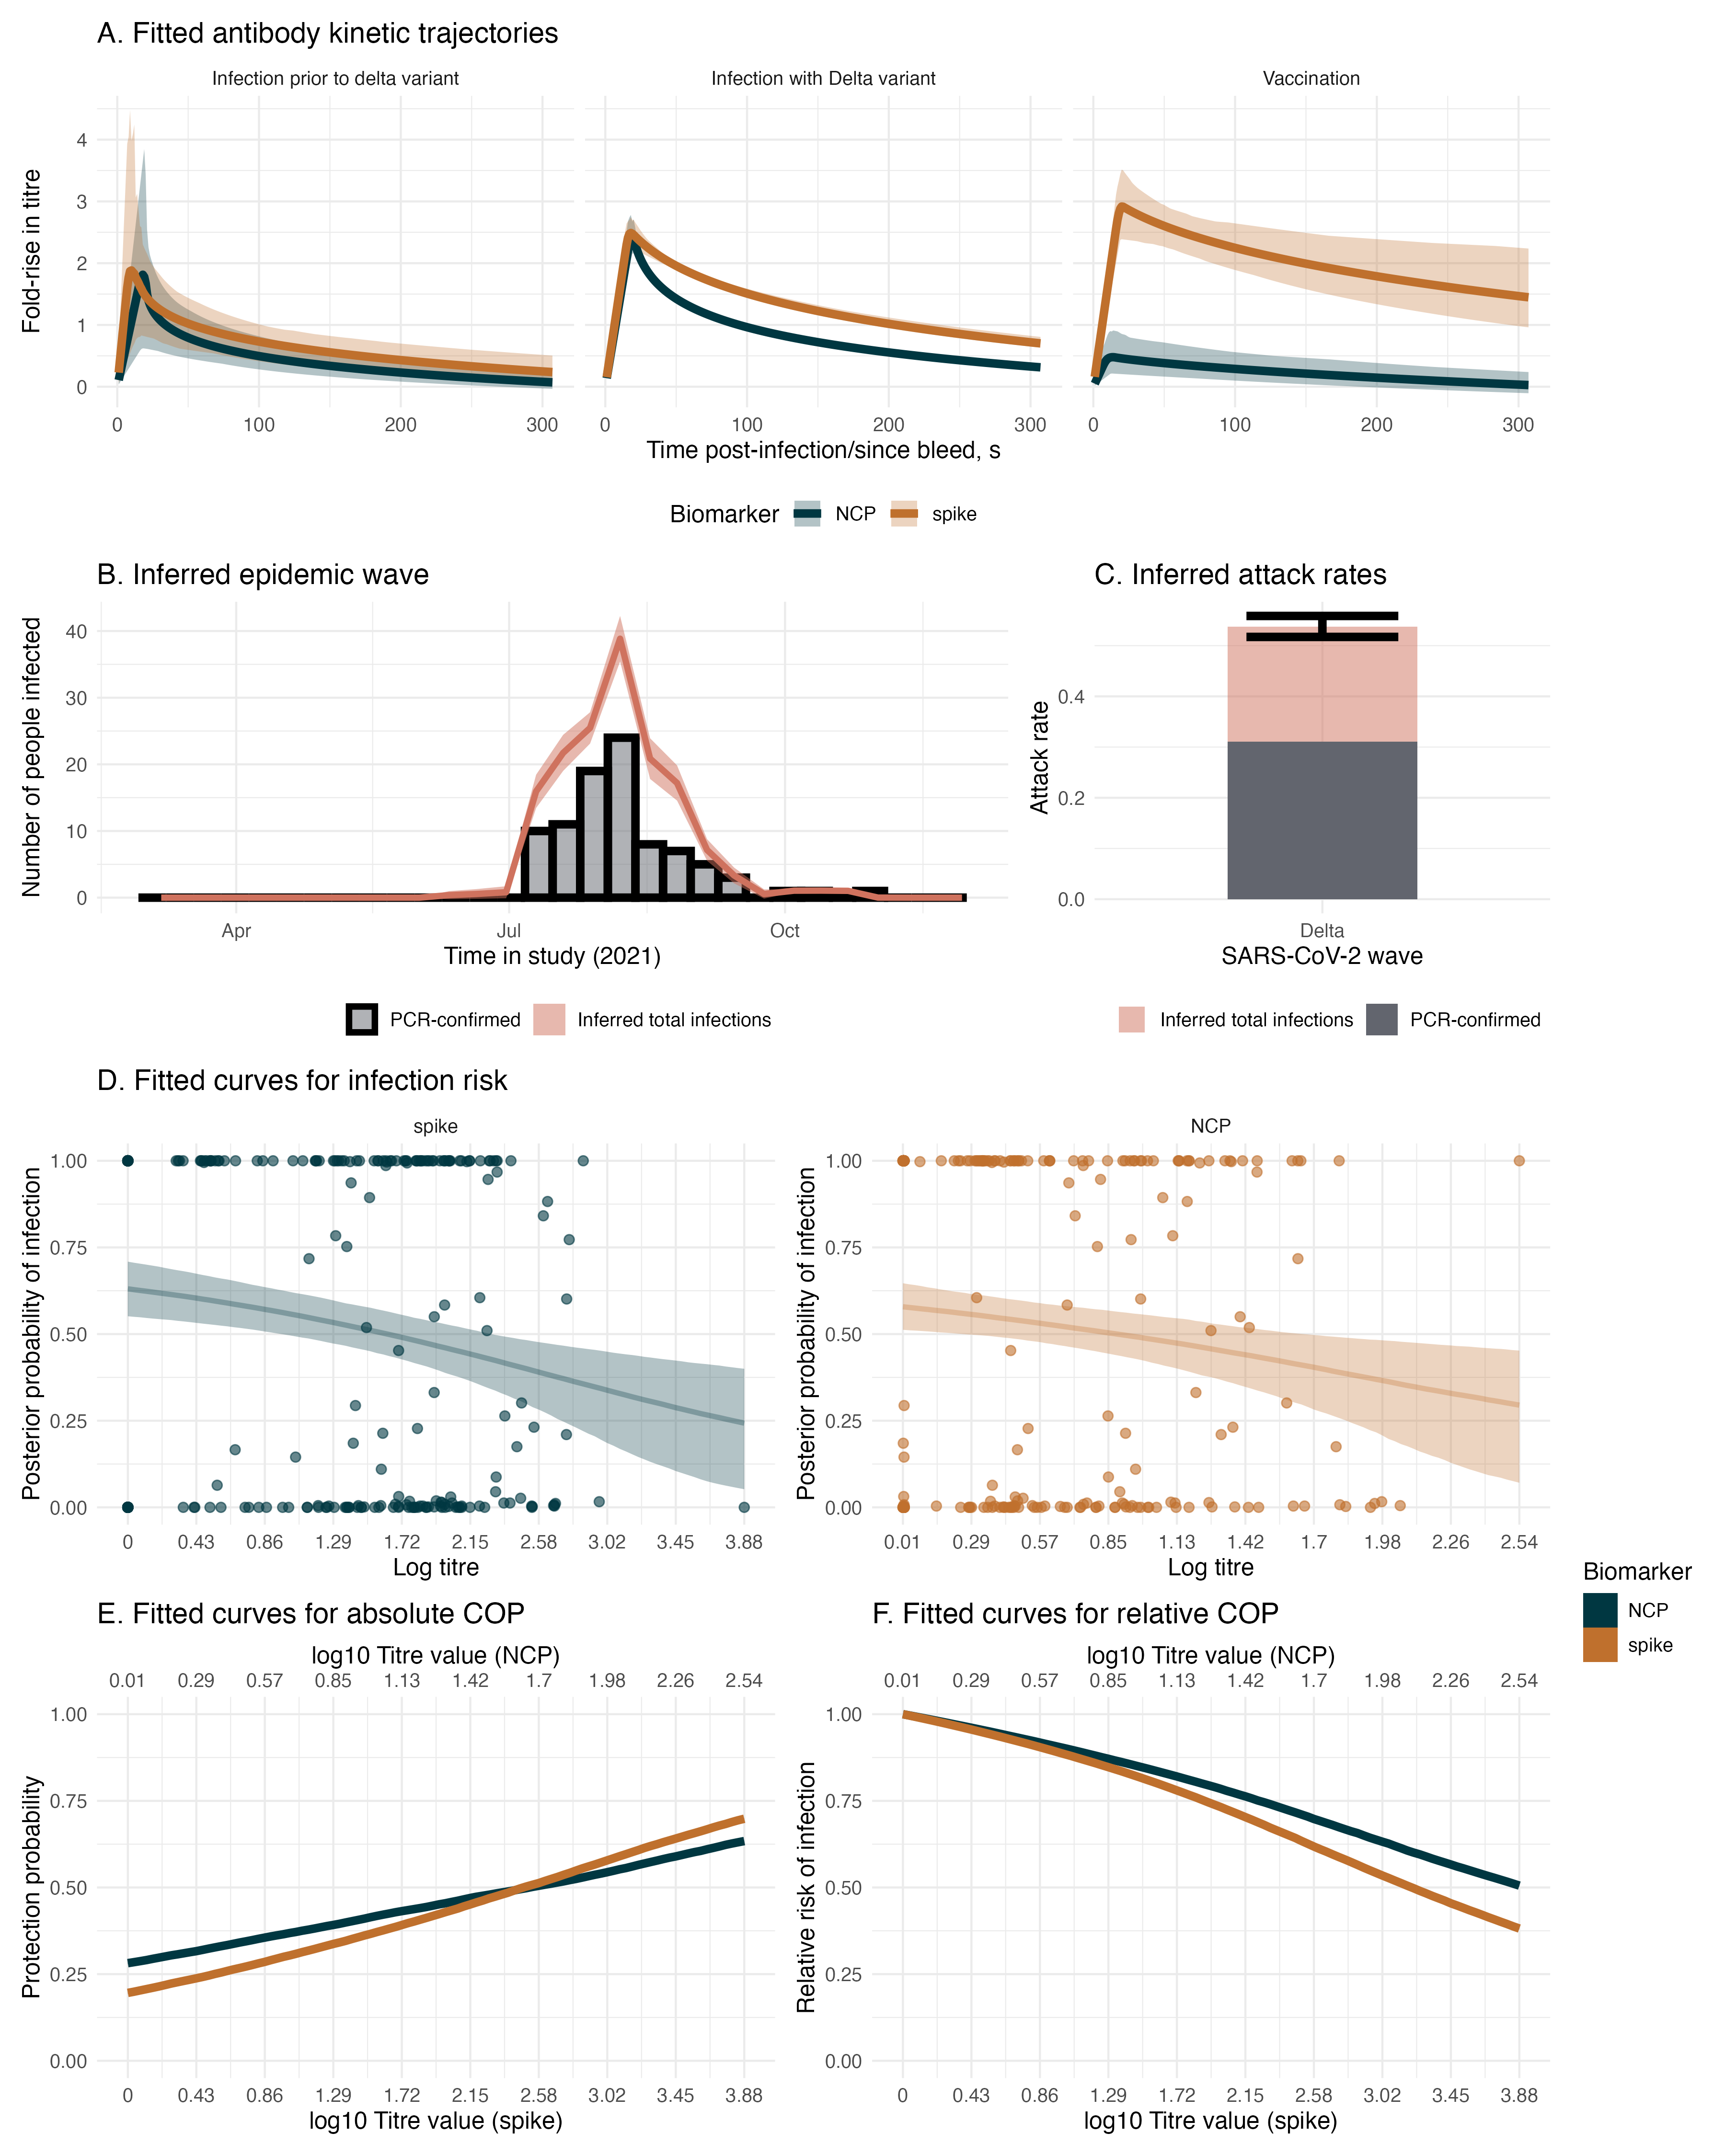 A. Fitted antibody kinetic trajectories
Infection prior to delta variant
Infection with Delta variant
Vaccination
Fold-rise in titre
4
3
2
1
0
0 100 200 300
0 100 200 300
0 100 200 300
Time post-infection/since bleed, s
Biomarker NCP spike
B. Inferred epidemic wave
Number of people infected
40
30
20
10
0
Apr Jul Oct
Time in study (2021)
PCR-confirmed Inferred total infections
C. Inferred attack rates
Attack rate
0.4
0.2
0.0
Delta
SARS-CoV-2 wave
Inferred total infections PCR-confirmed
D. Fitted curves for infection risk
spike
Posterior probability of infection
1.00
0.75
0.50
0.25
0.00
0 0.43 0.86 1.29 1.72 2.15 2.58 3.02 3.45 3.88
Log titre
NCP
Posterior probability of infection
1.00
0.75
0.50
0.25
0.00
0.01 0.29 0.57 0.85 1.13 1.42 1.7 1.98 2.26 2.54
Log titre
Biomarker
NCP
spike
E. Fitted curves for absolute COP
log10 Titre value (NCP)
0.01 0.29 0.57 0.85 1.13 1.42 1.7 1.98 2.26 2.54
Protection probability
1.00
0.75
0.50
0.25
0.00
0 0.43 0.86 1.29 1.72 2.15 2.58 3.02 3.45 3.88
log10 Titre value (spike)
F. Fitted curves for relative COP
log10 Titre value (NCP)
0.01 0.29 0.57 0.85 1.13 1.42 1.7 1.98 2.26 2.54
Relative risk of infection
1.00
0.75
0.50
0.25
0.00
0 0.43 0.86 1.29 1.72 2.15 2.58 3.02 3.45 3.88
log10 Titre value (spike)